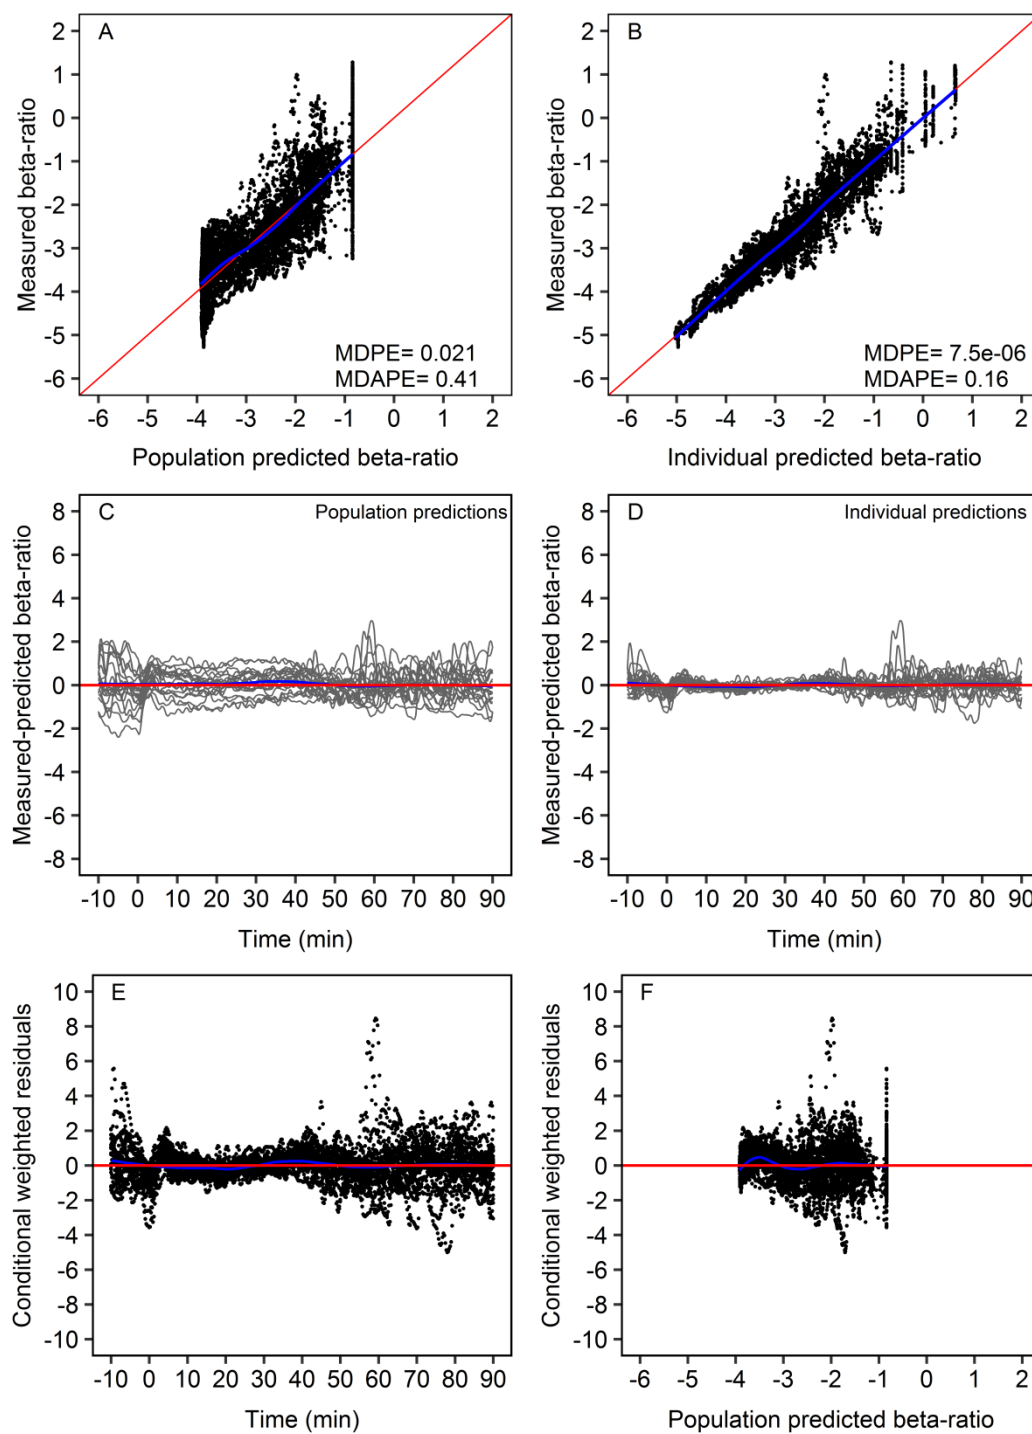 A
2
1
0
-1
-2
-3
-4
-5
-6
Measured beta-ratio
MDPE= 0.021
MDAPE= 0.41
-6 -5 -4 -3 -2 -1 0 1 2
Population predicted beta-ratio
B
2
1
0
-1
-2
-3
-4
-5
-6
Measured beta-ratio
MDPE= 7.5e-06
MDAPE= 0.16
-6 -5 -4 -3 -2 -1 0 1 2
Individual predicted beta-ratio
C
Population predictions
8
6
4
2
0
-2
-4
-6
-8
Measured-predicted beta-ratio
-10 0 10 20 30 40 50 60 70 80 90
Time (min)
D
Individual predictions
8
6
4
2
0
-2
-4
-6
-8
Measured-predicted beta-ratio
-10 0 10 20 30 40 50 60 70 80 90
Time (min)
E
10
8
6
4
2
0
-2
-4
-6
-8
-10
Conditional weighted residuals
-10 0 10 20 30 40 50 60 70 80 90
Time (min)
F
10
8
6
4
2
0
-2
-4
-6
-8
-10
Conditional weighted residuals
-6 -5 -4 -3 -2 -1 0 1 2
Population predicted beta-ratio